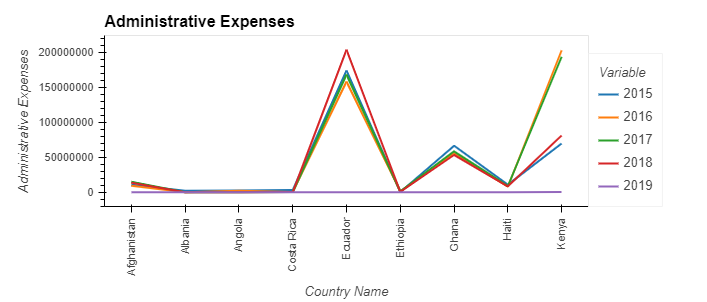 Administrative Expenses
Administrative Expenses
200000000
150000000
100000000
50000000
0
Afghanistan
Albania
Angola
Costa Rica
Ecuador
Ethiopia
Ghana
Haiti
Kenya
Country Name
Variable
2015
2016
2017
2018
2019